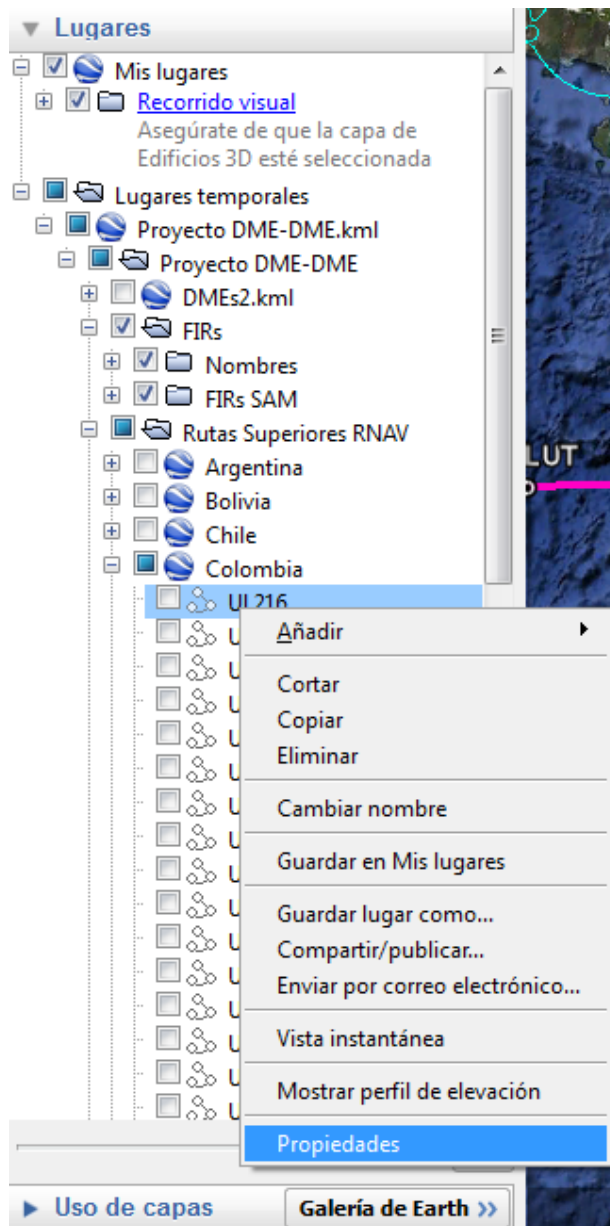 Lugares
Mis lugares
Recorrido visual
Asegúrate de que la capa de
Edificios 3D esté seleccionada
Lugares temporales
Proyecto DME-DME.kml
Proyecto DME-DME
DMEs2.kml
FIRs
Nombres
FIRs SAM
Rutas Superiores RNAV
LUT
Argentina
Bolivia
Chile
Colombia
UL216
Añadir
Cortar
Copiar
Eliminar
Cambiar nombre
Guardar en Mis lugares
Guardar lugar como...
Compartir/publicar...
Enviar por correo electrónico...
Vista instantánea
Mostrar perfil de elevación
Propiedades
Uso de capas
Galería de Earth >>